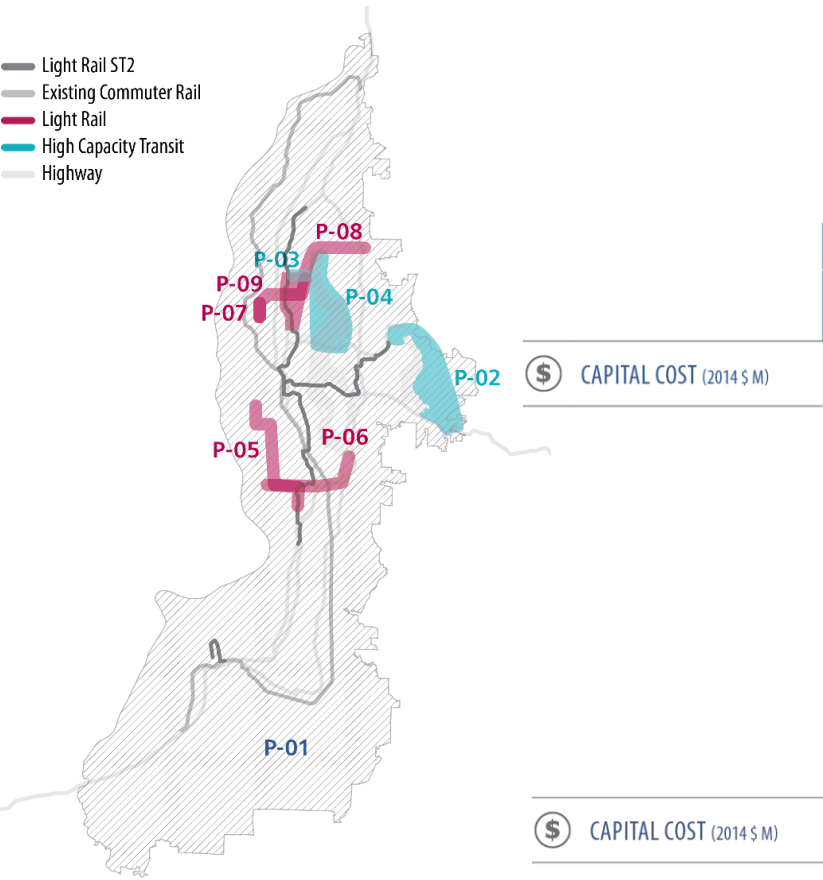 Light Rail ST2
Existing Commuter Rail
Light Rail
High Capacity Transit
Highway
P-08
P-03
P-09
P-04
P-07
$ CAPITAL COST (2014 $ M)
P-02
P-06
P-05
P-01
$ CAPITAL COST (2014 $ M)